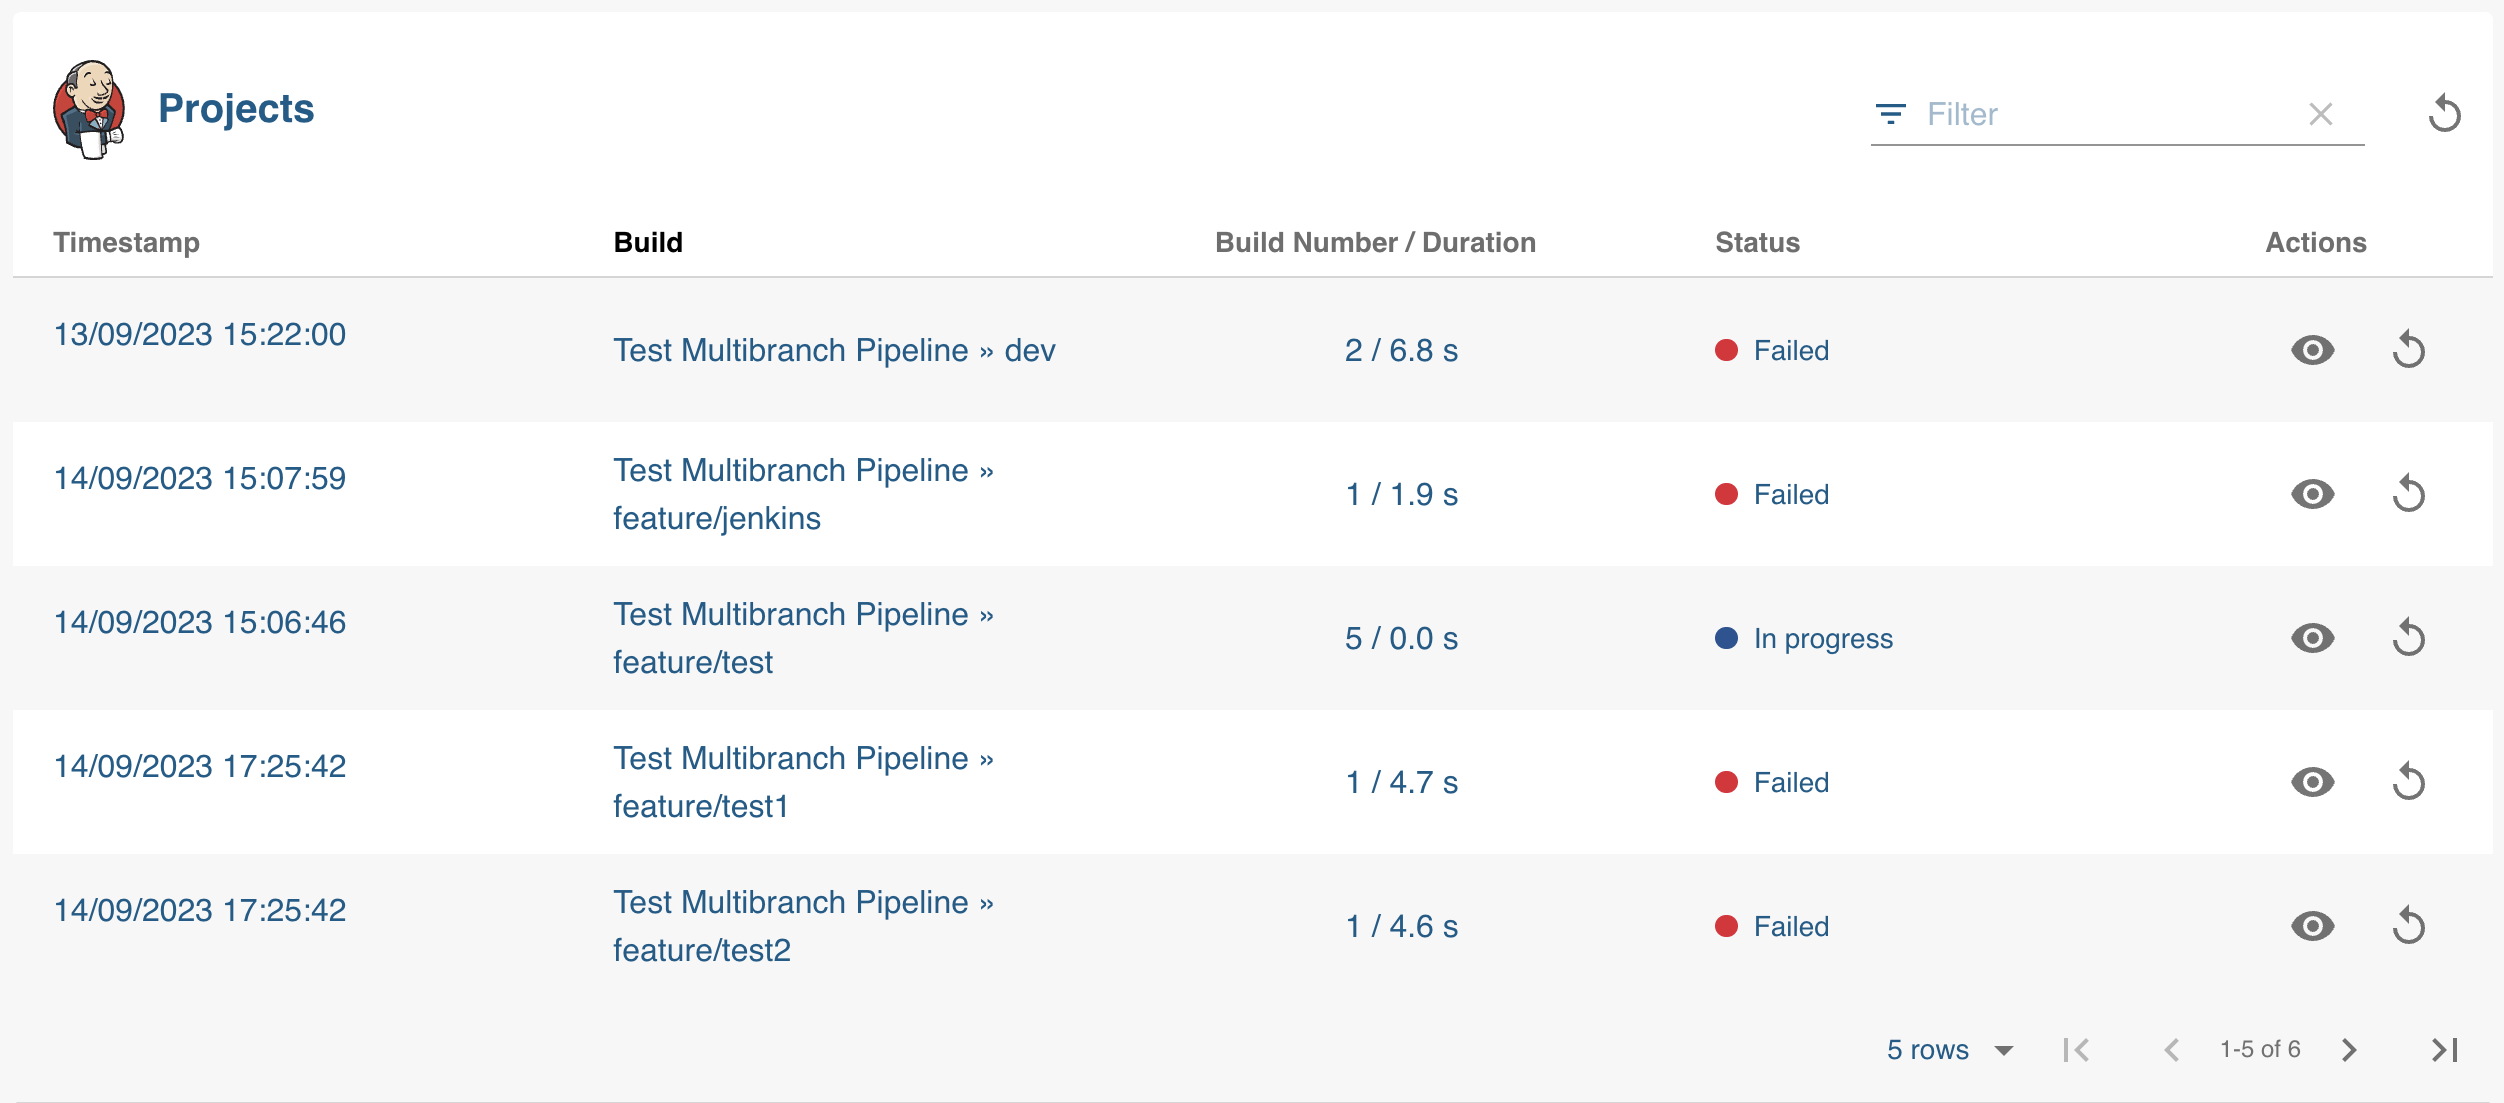 Projects
Filter
Timestamp Build Build Number / Duration Status Actions
13/09/2023 15:22:00 Test Multibranch Pipeline » dev 2 / 6.8 s Failed
14/09/2023 15:07:59 Test Multibranch Pipeline »
feature/jenkins 1 / 1.9 s Failed
14/09/2023 15:06:46 Test Multibranch Pipeline »
feature/test 5 / 0.0 s In progress
14/09/2023 17:25:42 Test Multibranch Pipeline »
feature/test1 1 / 4.7 s Failed
14/09/2023 17:25:42 Test Multibranch Pipeline »
feature/test2 1 / 4.6 s Failed
5 rows 1-5 of 6